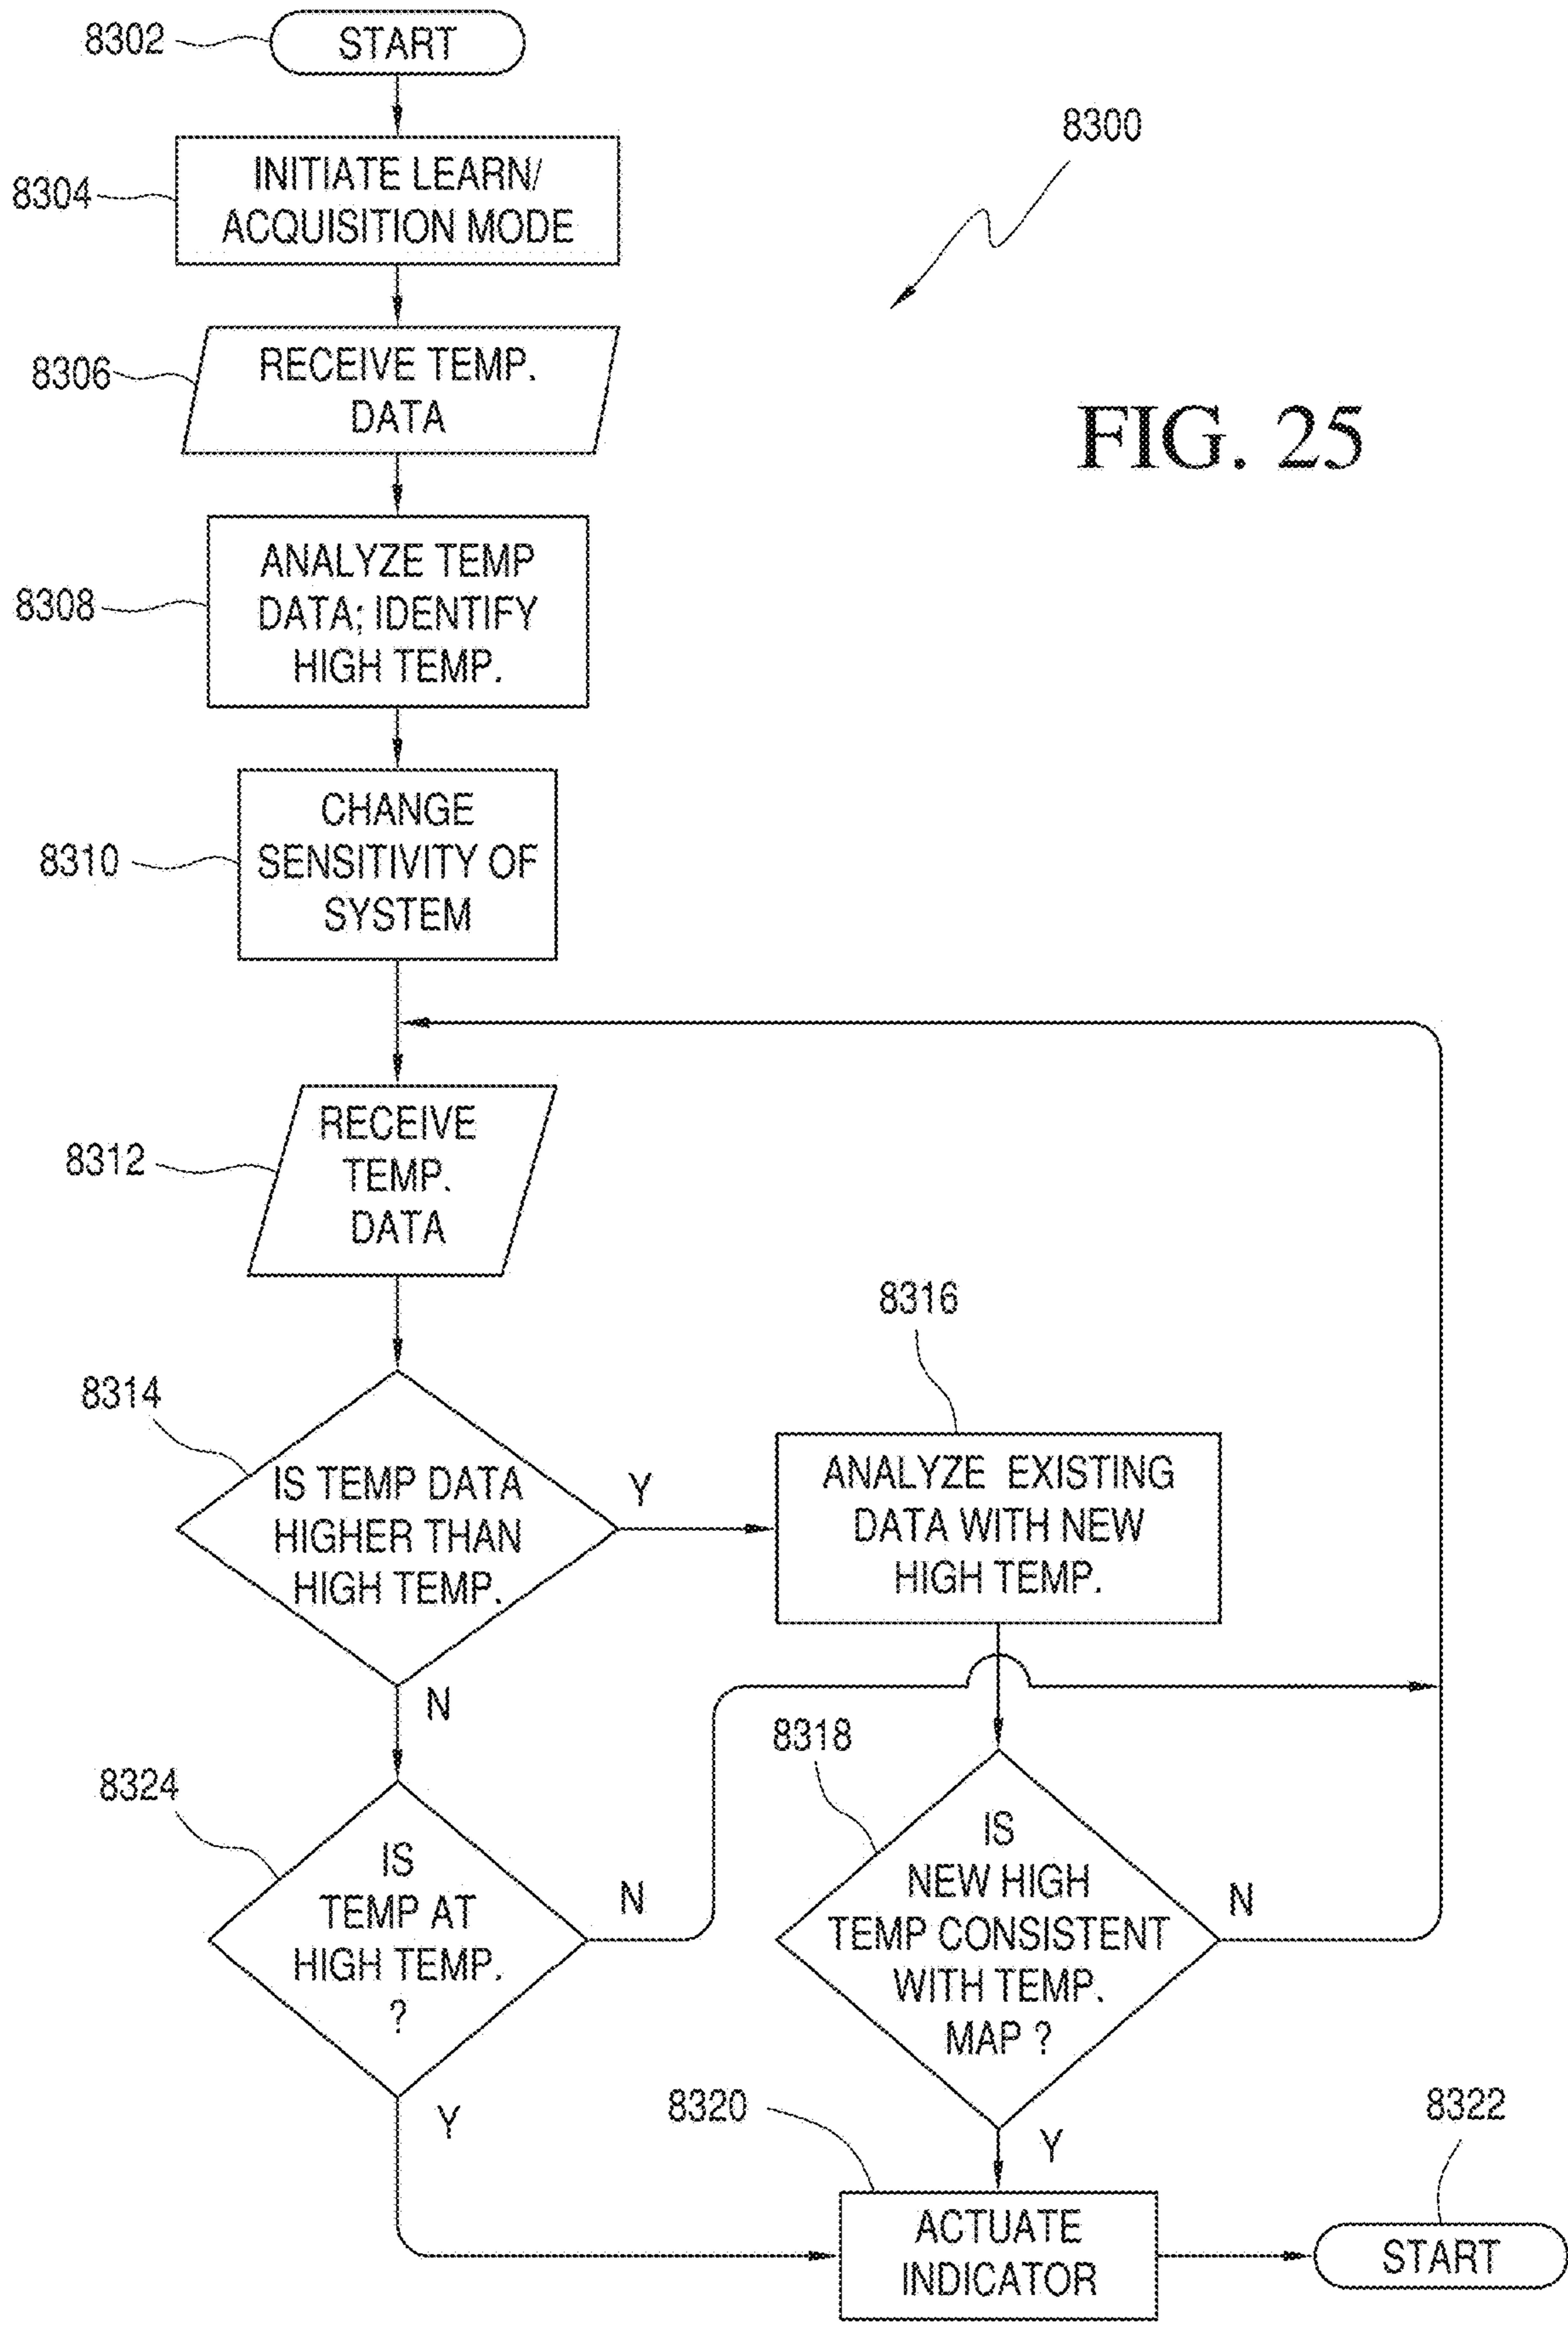 8302
START
8300
8304
INITIATE LEARN/
ACQUISITION MODE
8306
RECEIVE TEMP.
DATA
FIG. 25
8308
ANALYZE TEMP
DATA; IDENTIFY
HIGH TEMP.
8310
CHANGE
SENSITIVITY OF
SYSTEM
8312
RECEIVE
TEMP.
DATA
8314
IS TEMP DATA
HIGHER THAN
HIGH TEMP.
Y
N
8316
ANALYZE EXISTING
DATA WITH NEW
HIGH TEMP.
8324
IS
TEMP AT
HIGH TEMP.
?
N
Y
8318
IS
NEW HIGH
TEMP CONSISTENT
WITH TEMP.
MAP ?
N
Y
8320
ACTUATE
INDICATOR
8322
START